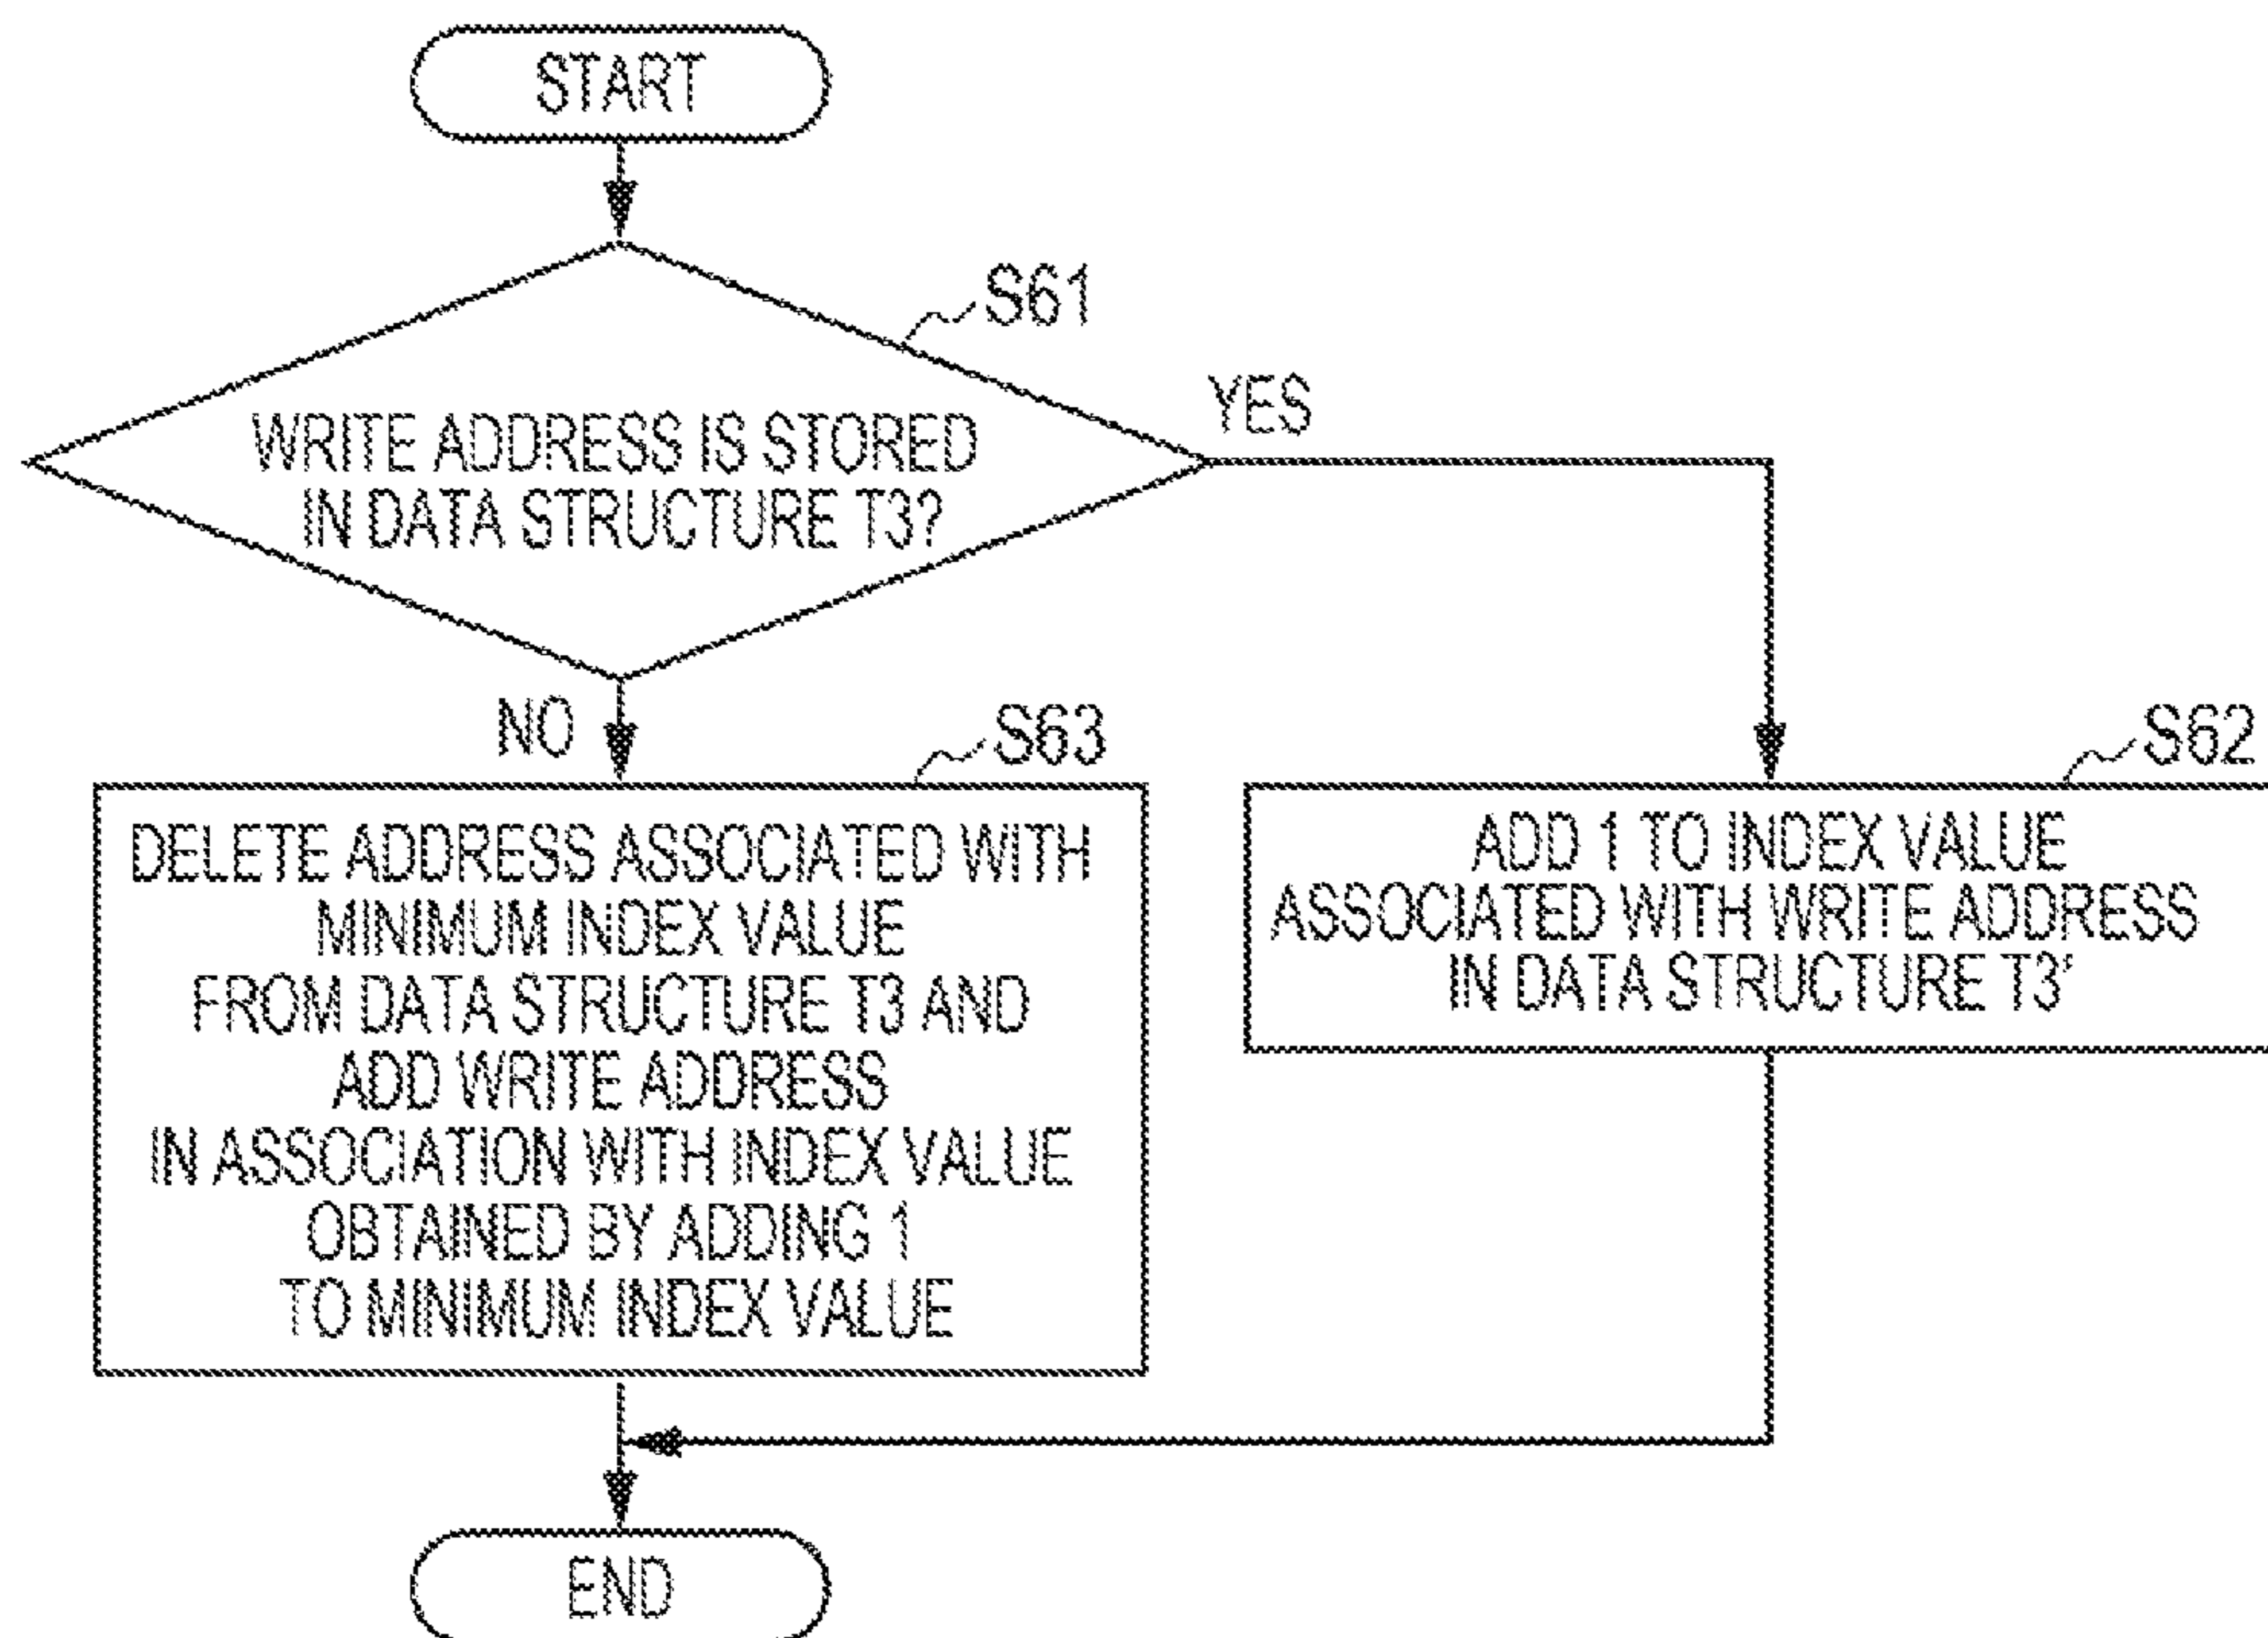 START
S61
YES
WRITE ADDRESS IS STORED
IN DATA STRUCTURE T3?
NO
S63
S62
DELETE ADDRESS ASSOCIATED WITH
MINIMUM INDEX VALUE
FROM DATA STRUCTURE T3 AND
ADD WRITE ADDRESS
IN ASSOCIATION WITH INDEX VALUE
OBTAINED BY ADDING 1
TO MINIMUM INDEX VALUE
ADD 1 TO INDEX VALUE
ASSOCIATED WITH WRITE ADDRESS
IN DATA STRUCTURE T3'
END